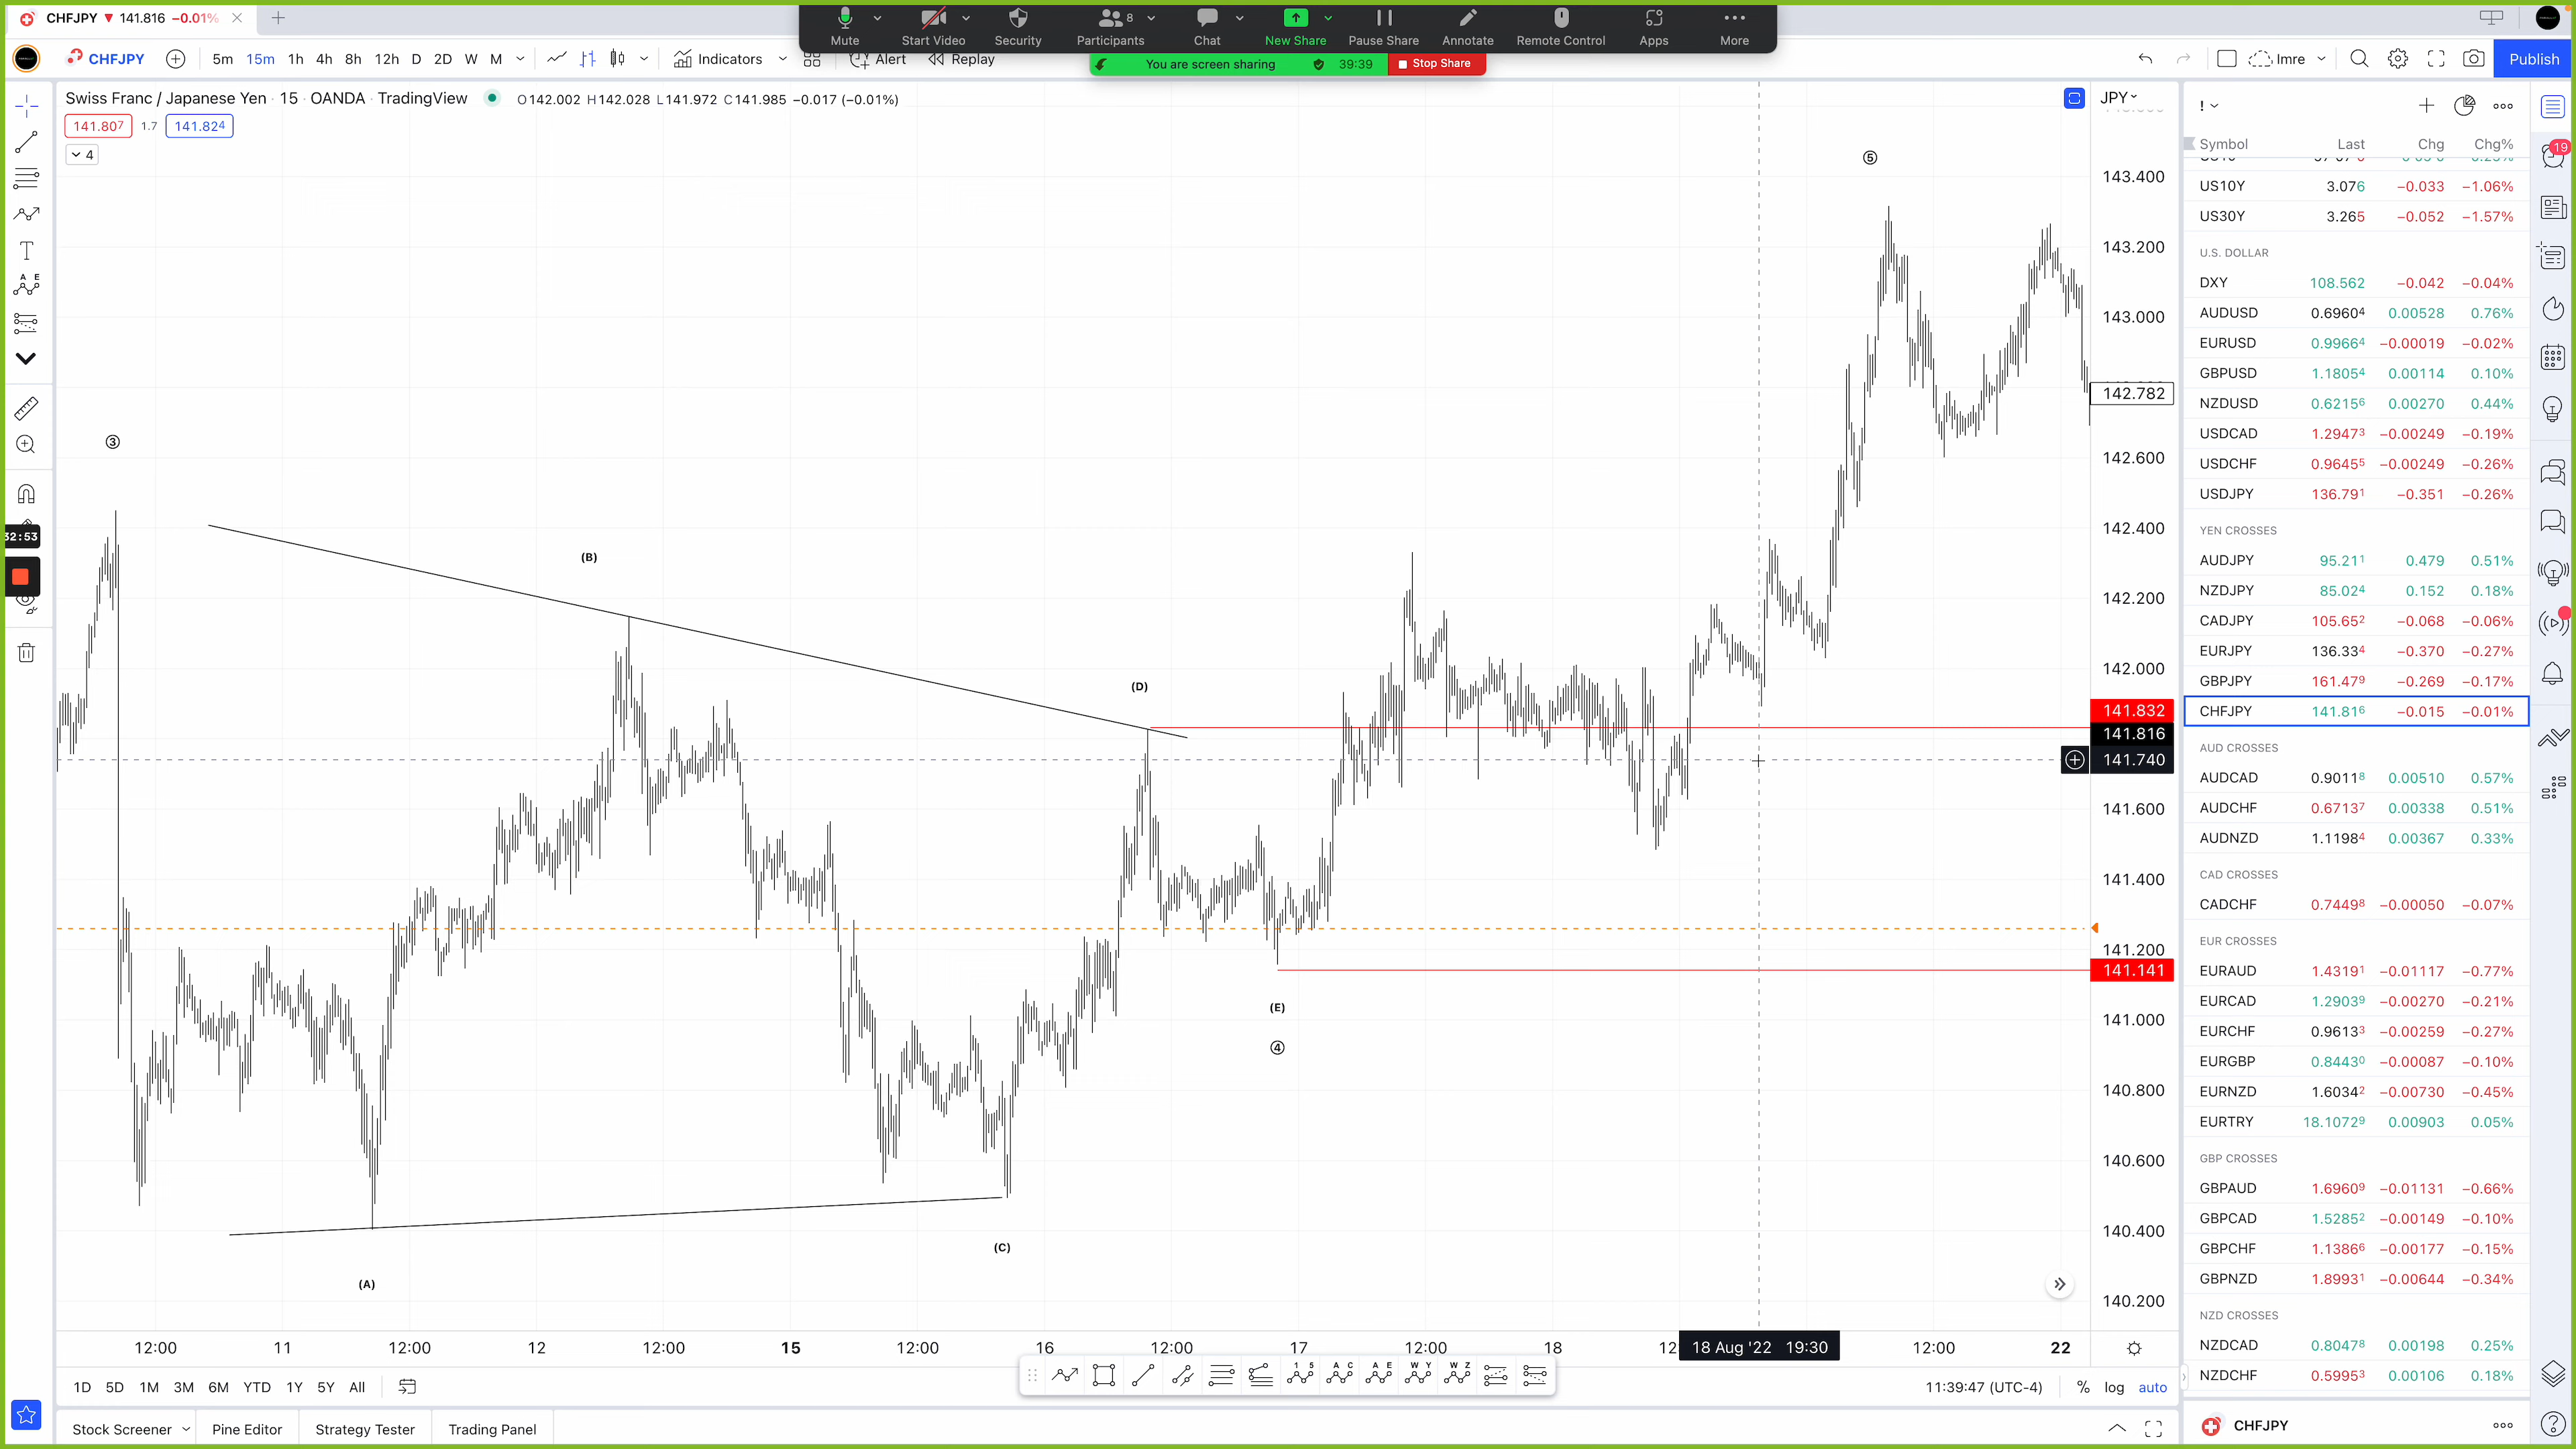 CHFJPY ▼ 141.816 −0.01%
Mute
Start Video
Security
8
Participants
Chat
New Share
Pause Share
Annotate
Remote Control
Apps
More
You are screen sharing 39:39 Stop Share
CHFJPY 5m 15m 1h 4h 8h 12h D 2D W M Indicators Alert Replay Imre Publish
Swiss Franc / Japanese Yen · 15 · OANDA · TradingView O142.002 H142.028 L141.972 C141.985 −0.017 (−0.01%)
141.807 1.7 141.824
4
JPY
143.400
143.200
143.000
142.782
142.600
142.400
142.200
142.000
141.832
141.816
141.740
141.600
141.400
141.200
141.141
141.000
140.800
140.600
140.400
140.200
③
(B)
(D)
⑤
(E)
④
(C)
(A)
32:53
12:00 11 12:00 12 12:00 15 12:00 16 12:00 17 12:00 18 18 Aug '22 19:30 12:00 22
1D 5D 1M 3M 6M YTD 1Y 5Y All
11:39:47 (UTC-4) % log auto
Stock Screener Pine Editor Strategy Tester Trading Panel
!
Symbol Last Chg Chg%
US10Y 3.076 −0.033 −1.06%
US30Y 3.265 −0.052 −1.57%
U.S. DOLLAR
DXY 108.562 −0.042 −0.04%
AUDUSD 0.69604 0.00528 0.76%
EURUSD 0.99664 −0.00019 −0.02%
GBPUSD 1.18054 0.00114 0.10%
NZDUSD 0.62156 0.00270 0.44%
USDCAD 1.29473 −0.00249 −0.19%
USDCHF 0.96455 −0.00249 −0.26%
USDJPY 136.791 −0.351 −0.26%
YEN CROSSES
AUDJPY 95.211 0.479 0.51%
NZDJPY 85.024 0.152 0.18%
CADJPY 105.652 −0.068 −0.06%
EURJPY 136.334 −0.370 −0.27%
GBPJPY 161.479 −0.269 −0.17%
CHFJPY 141.816 −0.015 −0.01%
AUD CROSSES
AUDCAD 0.90118 0.00510 0.57%
AUDCHF 0.67137 0.00338 0.51%
AUDNZD 1.11984 0.00367 0.33%
CAD CROSSES
CADCHF 0.74498 −0.00050 −0.07%
EUR CROSSES
EURAUD 1.43191 −0.01117 −0.77%
EURCAD 1.29039 −0.00270 −0.21%
EURCHF 0.96133 −0.00259 −0.27%
EURGBP 0.84430 −0.00087 −0.10%
EURNZD 1.60342 −0.00730 −0.45%
EURTRY 18.10729 0.00903 0.05%
GBP CROSSES
GBPAUD 1.69609 −0.01131 −0.66%
GBPCAD 1.52852 −0.00149 −0.10%
GBPCHF 1.13866 −0.00177 −0.15%
GBPNZD 1.89931 −0.00644 −0.34%
NZD CROSSES
NZDCAD 0.80478 0.00198 0.25%
NZDCHF 0.59953 0.00106 0.18%
CHFJPY
19